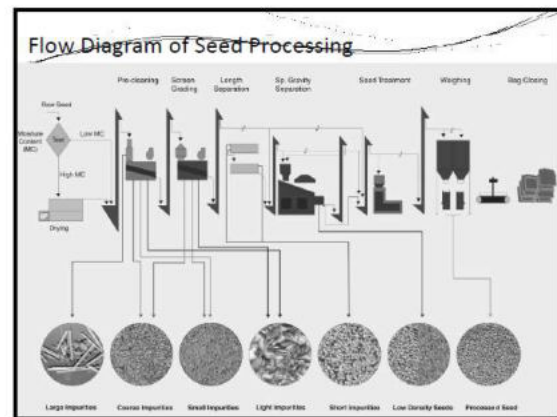 Flow Diagram of Seed Processing
Pre-cleaning
Screen
Grading
Length
Separation
Sp. Gravity
Separation
Seed Treatment
Weighing
Bag Closing
Raw Seed
Moisture
Content
(MC)
Test
Low MC
High MC
Drying
Large Impurities
Coarse Impurities
Small Impurities
Light Impurities
Short Impurities
Low Density Seeds
Processed Seed